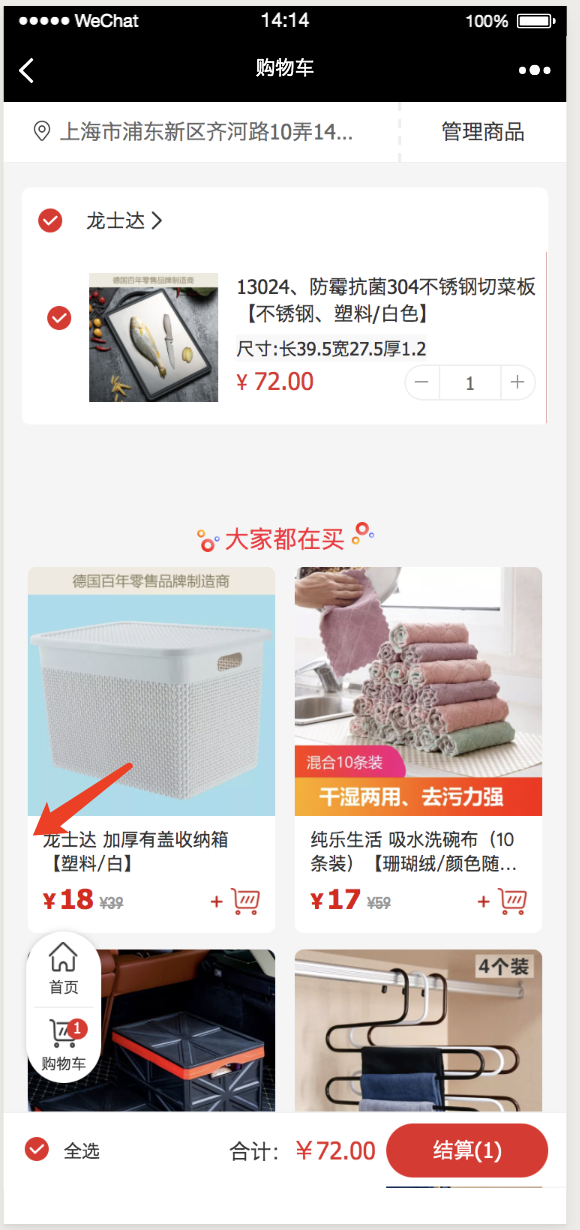 WeChat 14:14 100%
购物车
上海市浦东新区齐河路10弄14... 管理商品
龙士达
德国百年零售品牌制造商
13024、防霉抗菌304不锈钢切菜板
【不锈钢、塑料/白色】
尺寸:长39.5宽27.5厚1.2
¥ 72.00
1
大家都在买
德国百年零售品牌制造商
混合10条装
干湿两用、去污力强
龙士达 加厚有盖收纳箱
【塑料/白】
¥18 ¥39
+
纯乐生活 吸水洗碗布（10
条装）【珊瑚绒/颜色随...
¥17 ¥59
+
4个装
首页
1
购物车
全选 合计: ￥72.00 结算(1)